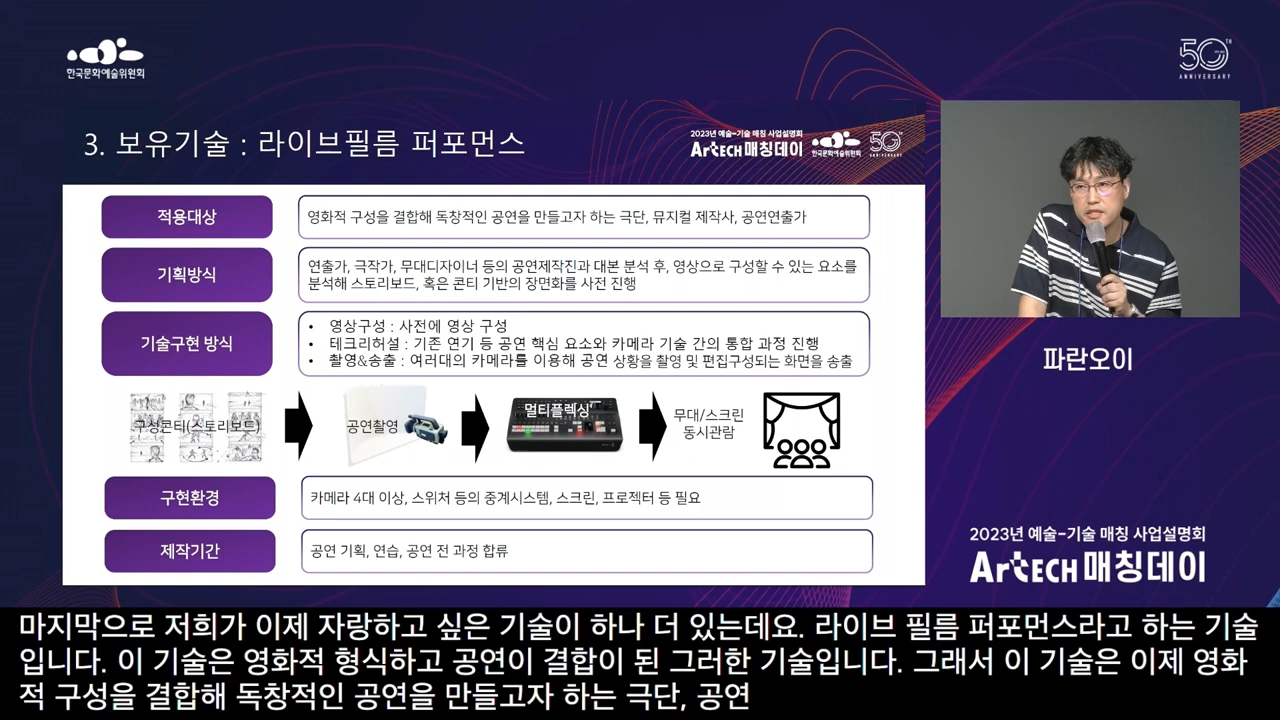 한국문화예술위원회
50TH
ANNIVERSARY
3. 보유기술 : 라이브필름 퍼포먼스
2023년 예술-기술 매칭 사업설명회
ArtECH 매칭데이
한국문화예술위원회
50TH
ANNIVERSARY
적용대상
영화적 구성을 결합해 독창적인 공연을 만들고자 하는 극단, 뮤지컬 제작사, 공연연출가
기획방식
연출가, 극작가, 무대디자이너 등의 공연제작진과 대본 분석 후, 영상으로 구성할 수 있는 요소를
분석해 스토리보드, 혹은 콘티 기반의 장면화를 사전 진행
기술구현 방식
• 영상구성 : 사전에 영상 구성
• 테크리허설 : 기존 연기 등 공연 핵심 요소와 카메라 기술 간의 통합 과정 진행
• 촬영&송출 : 여러대의 카메라를 이용해 공연 상황을 촬영 및 편집구성되는 화면을 송출
구성콘티(스토리보드)
공연촬영
멀티플렉싱
무대/스크린
동시관람
구현환경
카메라 4대 이상, 스위처 등의 중계시스템, 스크린, 프로젝터 등 필요
제작기간
공연 기획, 연습, 공연 전 과정 합류
파란오이
2023년 예술-기술 매칭 사업설명회
ArtECH 매칭데이
마지막으로 저희가 이제 자랑하고 싶은 기술이 하나 더 있는데요. 라이브 필름 퍼포먼스라고 하는 기술
입니다. 이 기술은 영화적 형식하고 공연이 결합이 된 그러한 기술입니다. 그래서 이 기술은 이제 영화
적 구성을 결합해 독창적인 공연을 만들고자 하는 극단, 공연